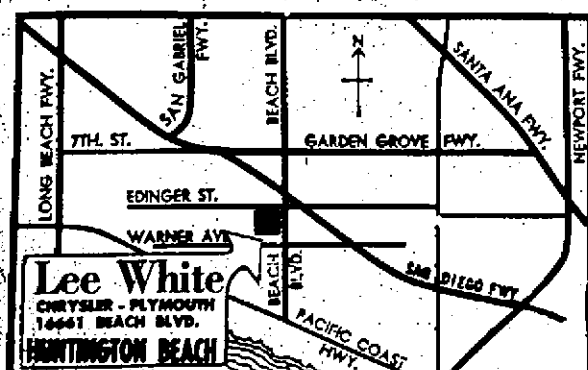 LONG BEACH FWY.
SAN GABRIEL
FWY.
BEACH BLVD.
N
SANTA ANA FWY.
NEWPORT FWY.
7TH. ST.
GARDEN GROVE FWY.
EDINGER ST.
WARNER AVE
BEACH
BLVD.
SAN DIEGO FWY
PACIFIC COAST
HWY.
Lee White
CHRYSLER - PLYMOUTH
16661 BEACH BLVD.
HUNTINGTON BEACH